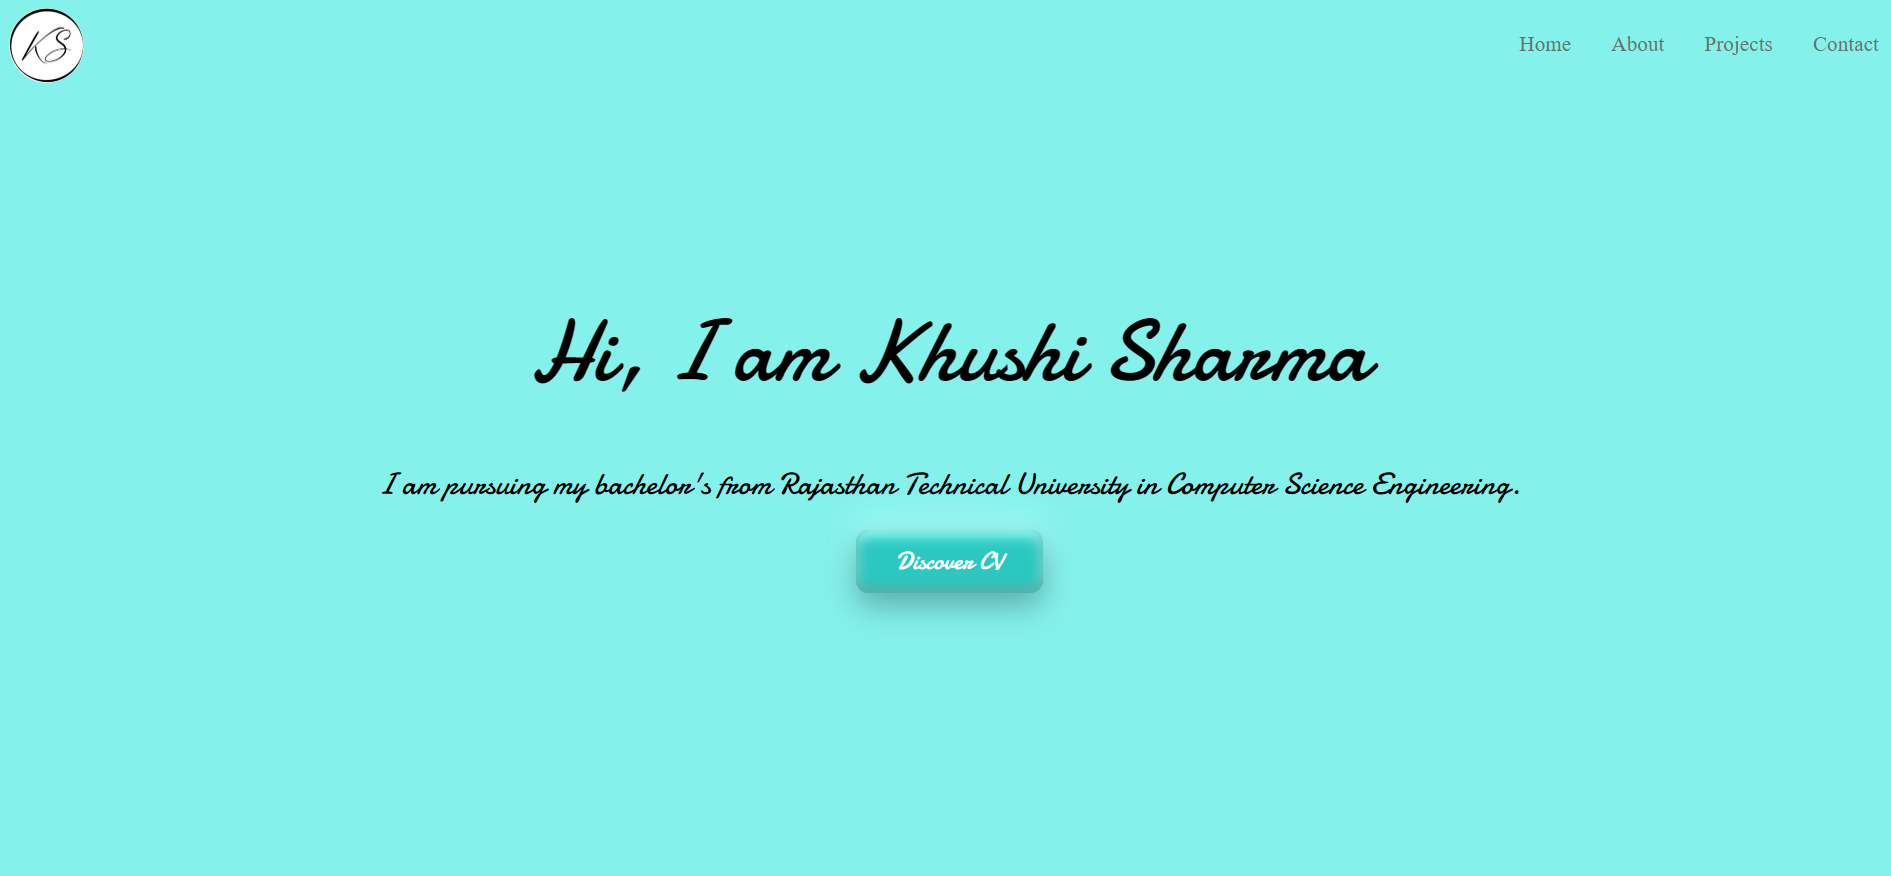 KS
Home About Projects Contact
Hi, I am Khushi Sharma
I am pursuing my bachelor's from Rajasthan Technical University in Computer Science Engineering.
Discover CV